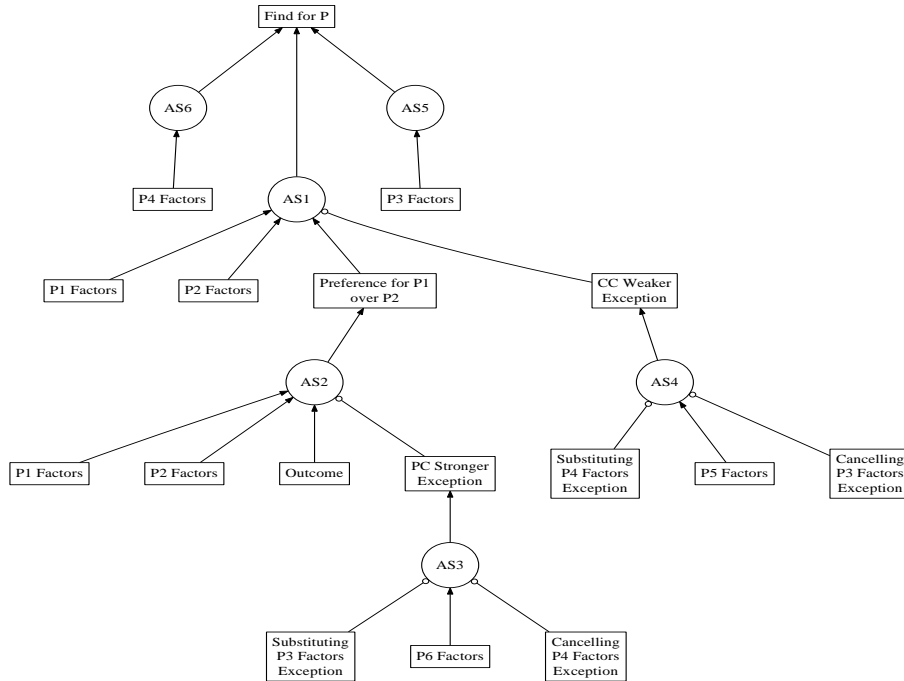 Find for P
AS6
AS5
P4 Factors
AS1
P3 Factors
P1 Factors
P2 Factors
Preference for P1
over P2
CC Weaker
Exception
AS2
AS4
P1 Factors
P2 Factors
Outcome
PC Stronger
Exception
Substituting
P4 Factors
Exception
P5 Factors
Cancelling
P3 Factors
Exception
AS3
Substituting
P3 Factors
Exception
P6 Factors
Cancelling
P4 Factors
Exception